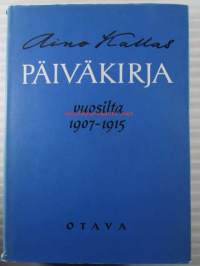 Aino Kallas
PÄIVÄKIRJA
vuosilta
1907-1915
OTAVA